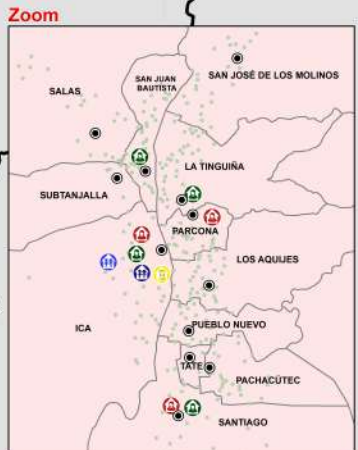 Zoom
SAN JOSÉ DE LOS MOLINOS
SAN JUAN
BAUTISTA
SALAS
LA TINGUIÑA
SUBTANJALLA
PARCONA
LOS AQUIJES
ICA
PUEBLO NUEVO
TATE
PACHACÚTEC
SANTIAGO